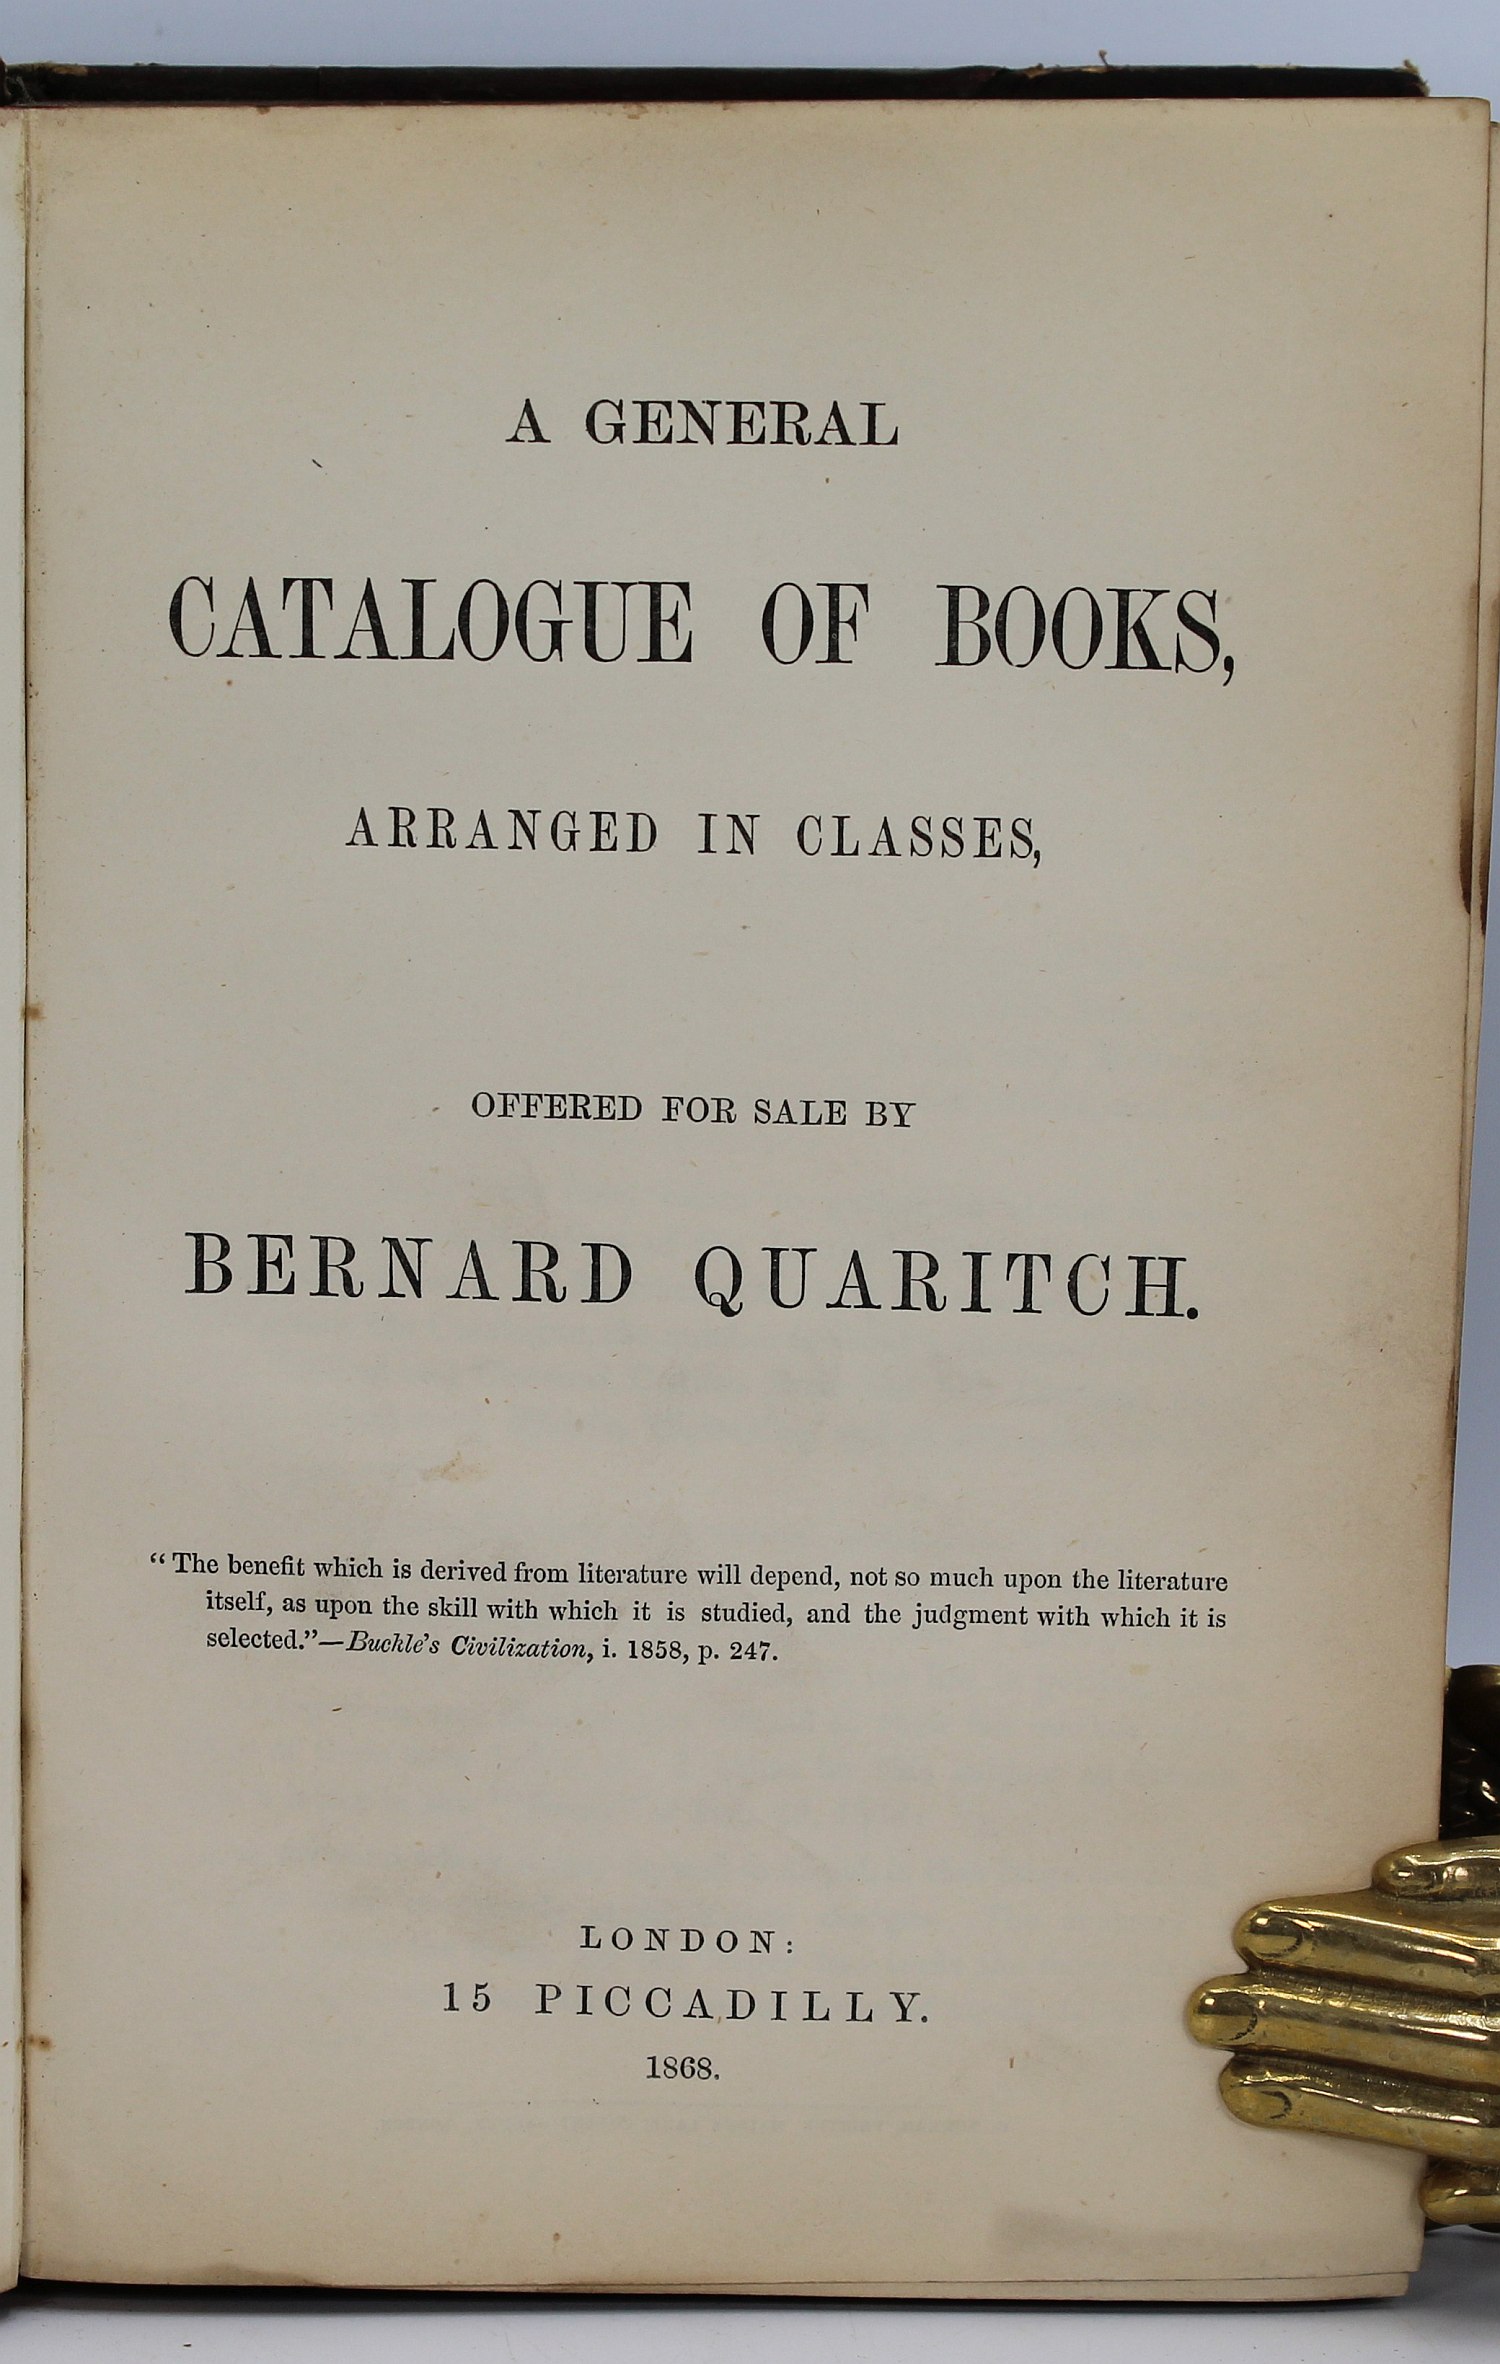 A GENERAL
CATALOGUE OF BOOKS,
ARRANGED IN CLASSES,
OFFERED FOR SALE BY
BERNARD QUARITCH.
“The benefit which is derived from literature will depend, not so much upon the literature
itself, as upon the skill with which it is studied, and the judgment with which it is
selected.”—Buckle’s Civilization, i. 1858, p. 247.
LONDON:
15 PICCADILLY.
1868.